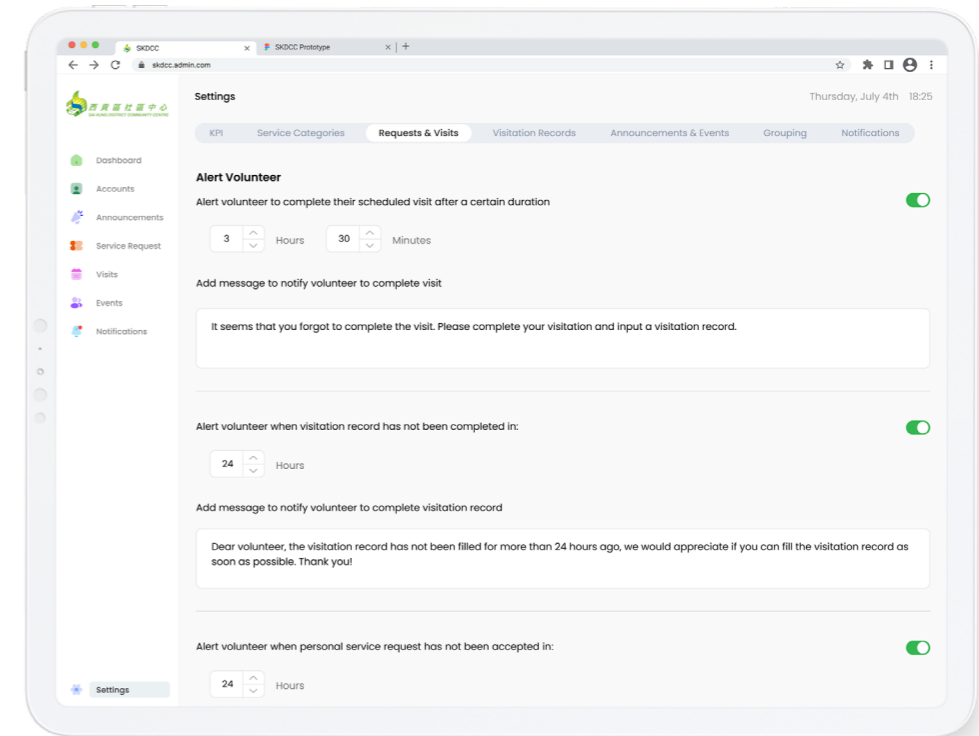 SKDCC
SKDCC Prototype
skdcc.admin.com
西貢區社區中心
SAI KUNG DISTRICT COMMUNITY CENTRE
Settings
Thursday, July 4th 18:25
KPI Service Categories Requests & Visits Visitation Records Announcements & Events Grouping Notifications
Dashboard
Accounts
Announcements
Service Request
Visits
Events
Notifications
Settings
Alert Volunteer
Alert volunteer to complete their scheduled visit after a certain duration
3 Hours 30 Minutes
Add message to notify volunteer to complete visit
It seems that you forgot to complete the visit. Please complete your visitation and input a visitation record.
Alert volunteer when visitation record has not been completed in:
24 Hours
Add message to notify volunteer to complete visitation record
Dear volunteer, the visitation record has not been filled for more than 24 hours ago, we would appreciate if you can fill the visitation record as
soon as possible. Thank you!
Alert volunteer when personal service request has not been accepted in:
24 Hours